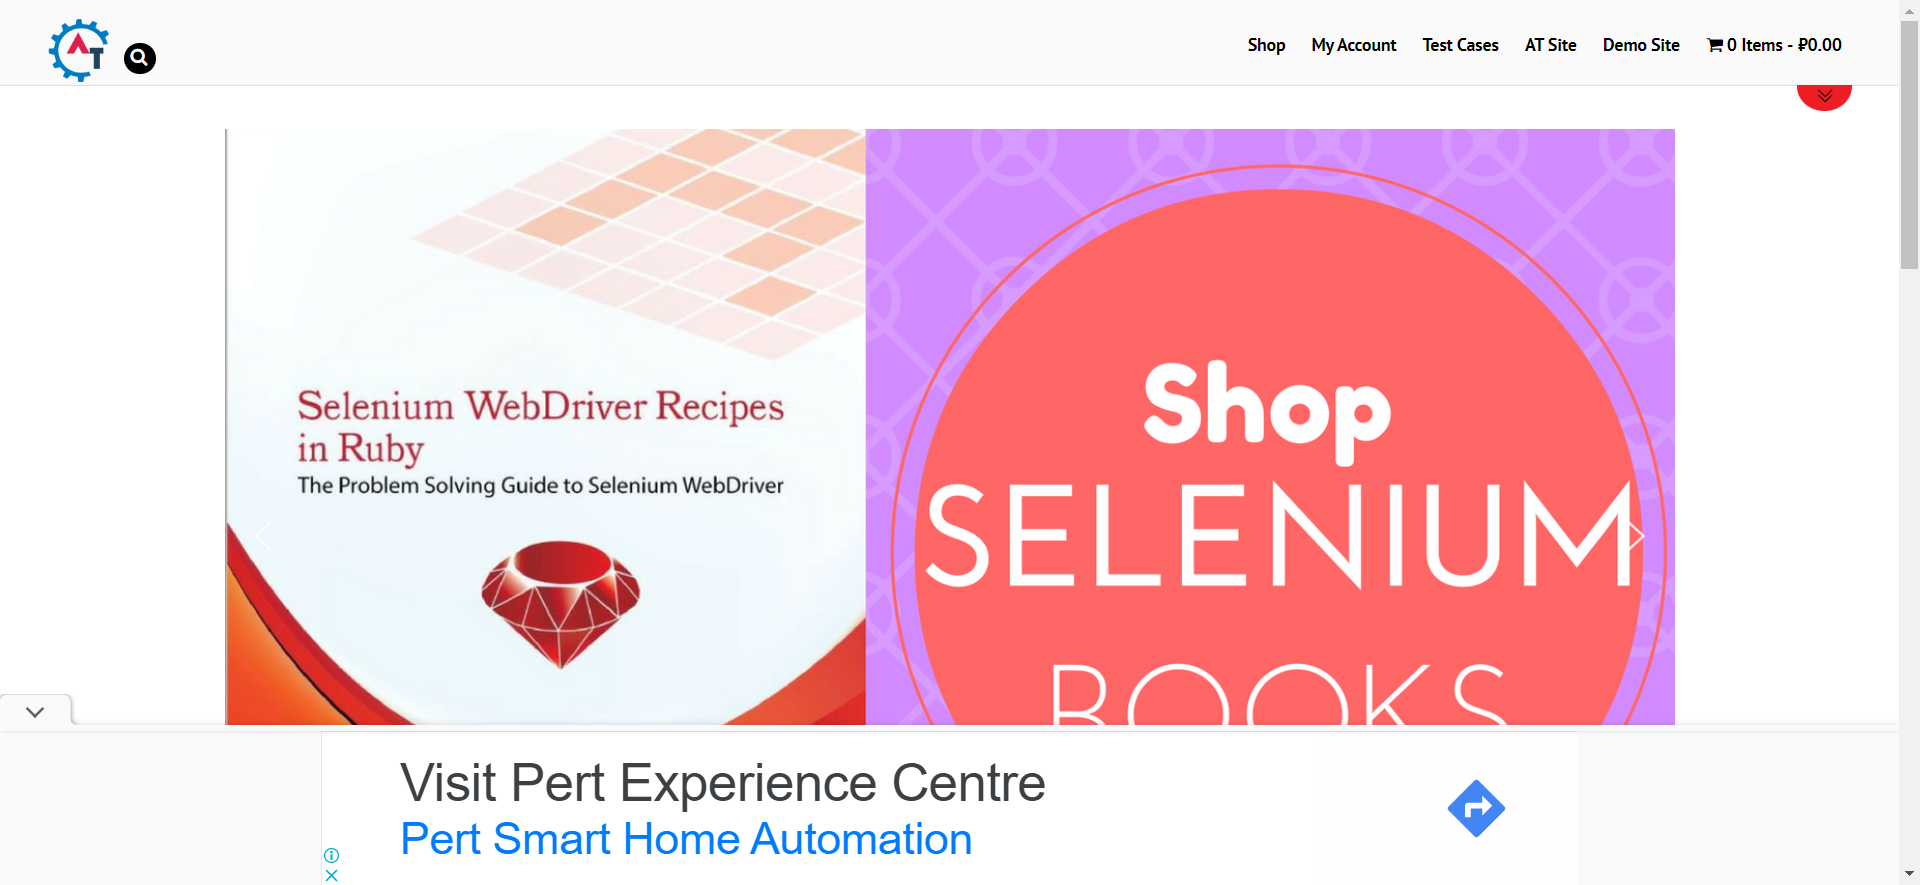 AT
Shop My Account Test Cases AT Site Demo Site 0 Items - ₽0.00
Selenium WebDriver Recipes
in Ruby
The Problem Solving Guide to Selenium WebDriver
Shop
SELENIUM
BOOKS
Visit Pert Experience Centre
Pert Smart Home Automation